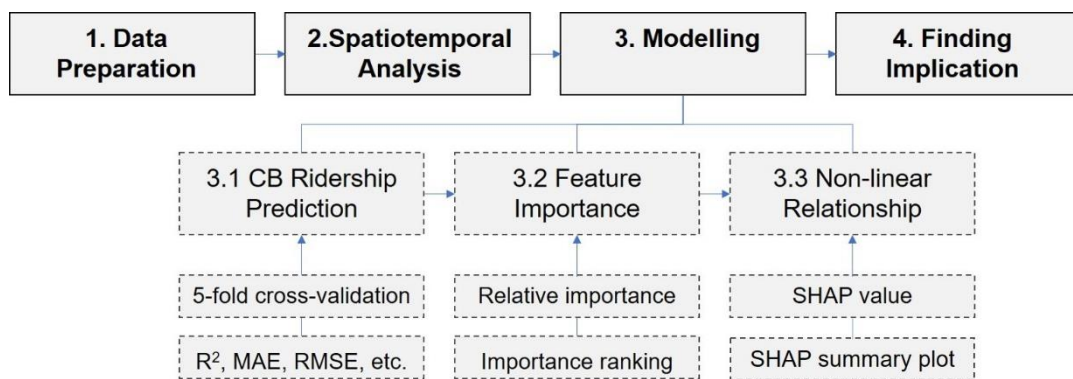 1. Data
Preparation
2.Spatiotemporal
Analysis
3. Modelling
4. Finding
Implication
3.1 CB Ridership
Prediction
3.2 Feature
Importance
3.3 Non-linear
Relationship
5-fold cross-validation
Relative importance
SHAP value
R², MAE, RMSE, etc.
Importance ranking
SHAP summary plot